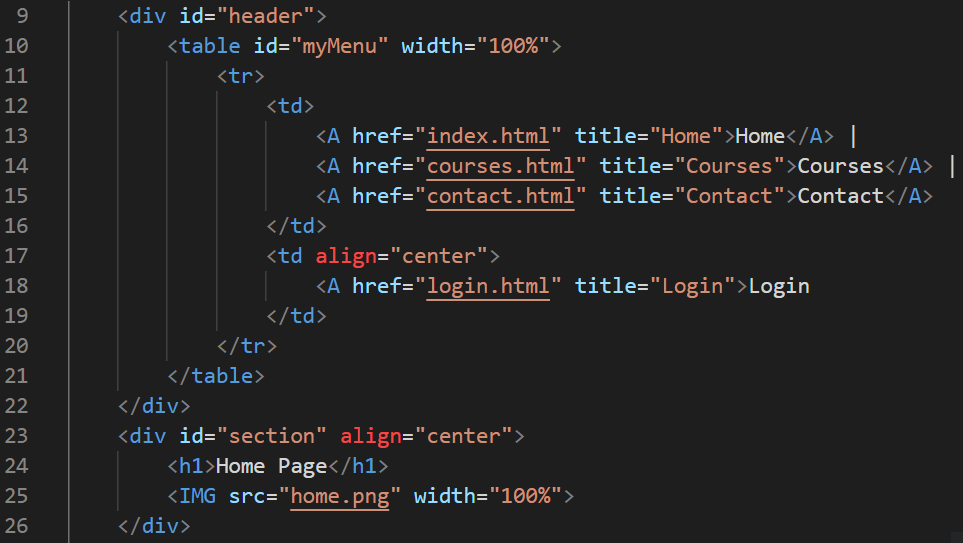 9 <div id="header">
10 <table id="myMenu" width="100%">
11 <tr>
12 <td>
13 <A href="index.html" title="Home">Home</A> |
14 <A href="courses.html" title="Courses">Courses</A> |
15 <A href="contact.html" title="Contact">Contact</A>
16 </td>
17 <td align="center">
18 <A href="login.html" title="Login">Login
19 </td>
20 </tr>
21 </table>
22 </div>
23 <div id="section" align="center">
24 <h1>Home Page</h1>
25 <IMG src="home.png" width="100%">
26 </div>